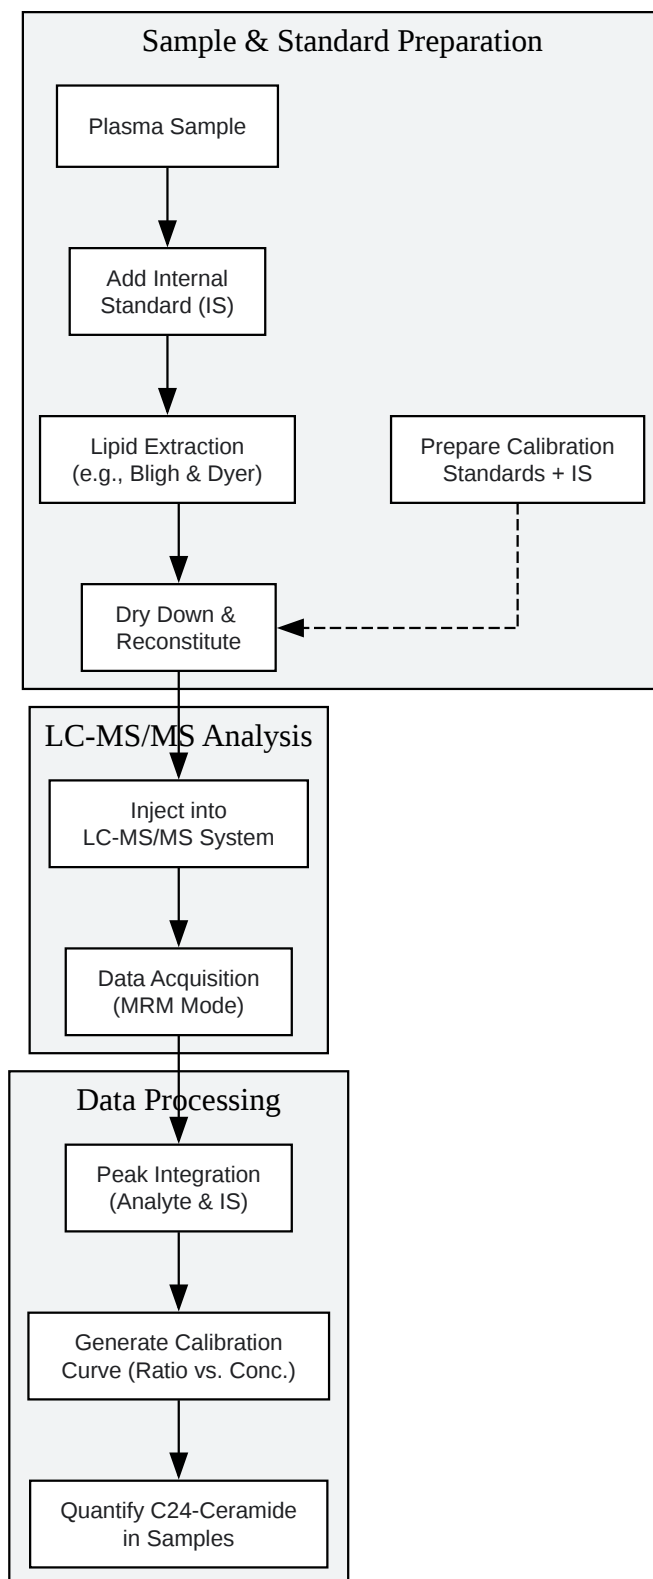 Sample & Standard Preparation
Plasma Sample
Add Internal
Standard (IS)
Lipid Extraction
(e.g., Bligh & Dyer)
Prepare Calibration
Standards + IS
Dry Down &
Reconstitute
LC-MS/MS Analysis
Inject into
LC-MS/MS System
Data Acquisition
(MRM Mode)
Data Processing
Peak Integration
(Analyte & IS)
Generate Calibration
Curve (Ratio vs. Conc.)
Quantify C24-Ceramide
in Samples